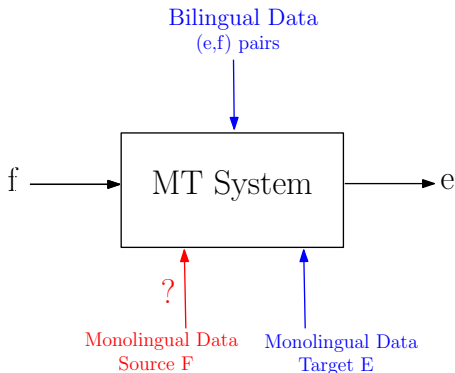 Bilingual Data
(e,f) pairs
f
MT System
e
?
Monolingual Data
Source F
Monolingual Data
Target E